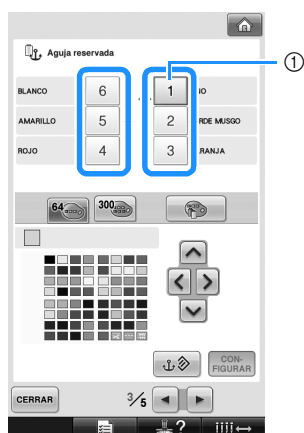 Aguja reservada
①
BLANCO 6 1 IO
AMARILLO 5 2 RDE MUSGO
ROJO 4 3 RANJA
64 300
CON-
FIGURAR
CERRAR 3/5
?